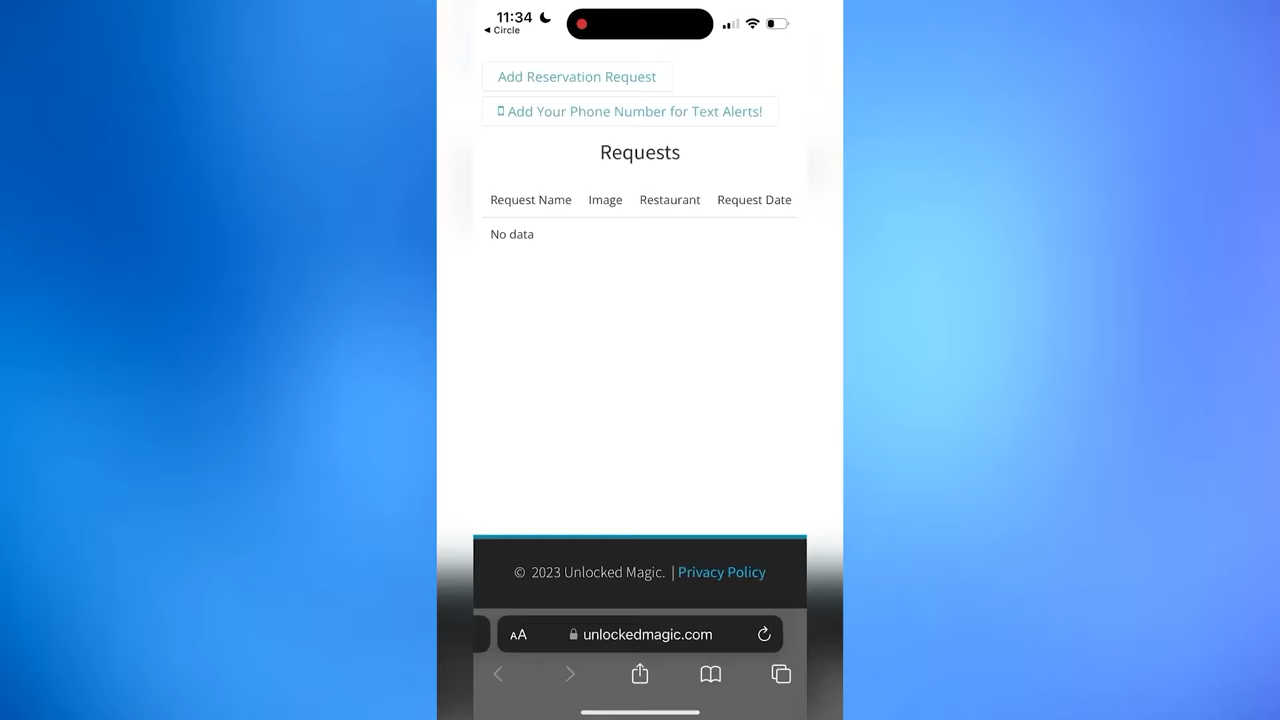 11:34
◄ Circle
Add Reservation Request
Add Your Phone Number for Text Alerts!
Requests
Request Name Image Restaurant Request Date
No data
© 2023 Unlocked Magic. | Privacy Policy
AA unlockedmagic.com